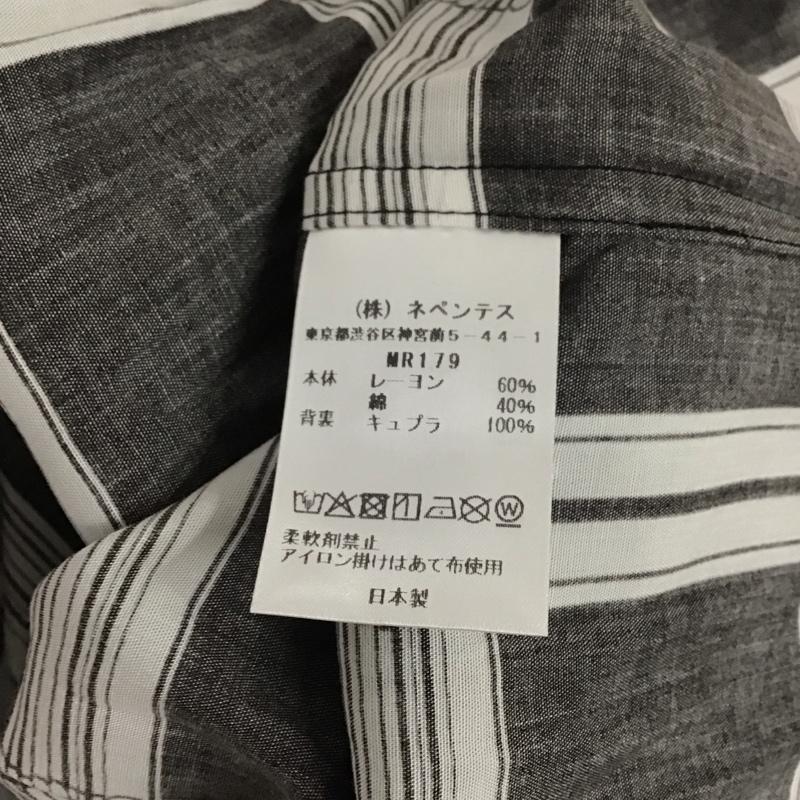 (株) ネペンテス
東京都渋谷区神宮前5-44-1
MR179
本体 レーヨン 60%
綿 40%
背裏 キュプラ 100%
W
柔軟剤禁止
アイロン掛けはあて布使用
日本製